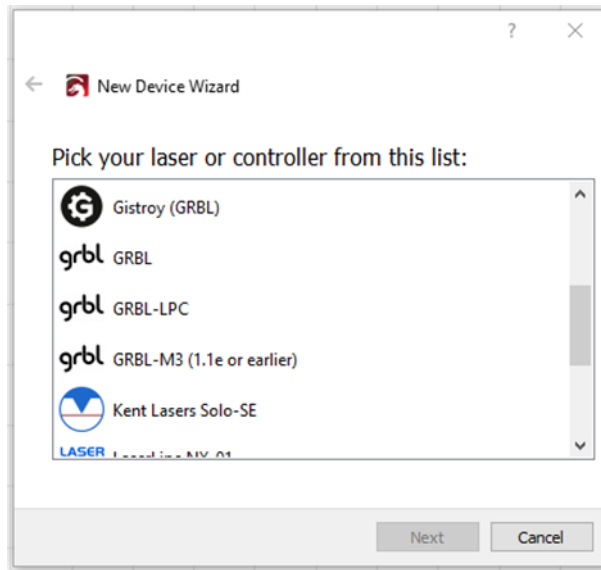 ?
New Device Wizard
Pick your laser or controller from this list:
G Gistroy (GRBL)
grbl GRBL
grbl GRBL-LPC
grbl GRBL-M3 (1.1e or earlier)
Kent Lasers Solo-SE
LASER
Next Cancel